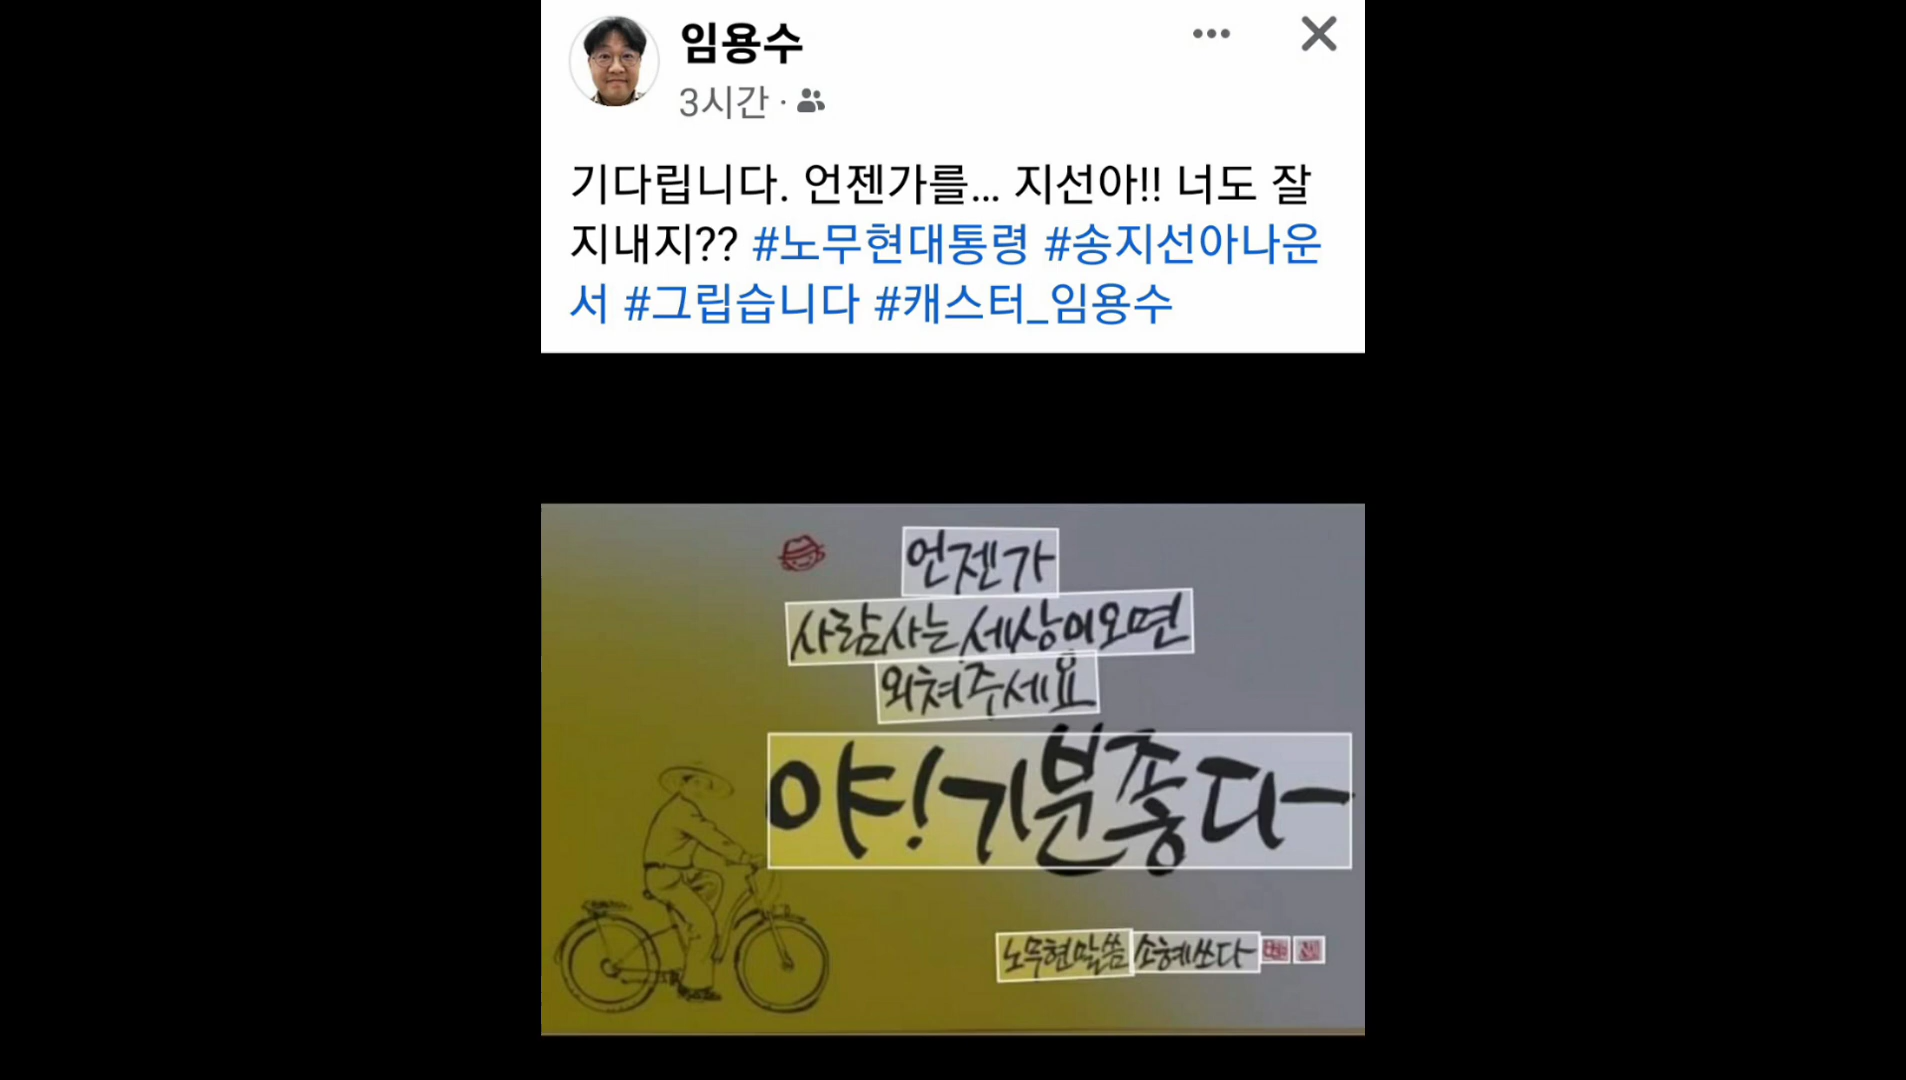 임용수
3시간 ·
기다립니다. 언젠가를... 지선아!! 너도 잘
지내지?? #노무현대통령 #송지선아나운
서 #그립습니다 #캐스터_임용수
언젠가
사람사는 세상이오면
외쳐주세요
야! 기분좋다
노무현말씀 소혜쓰다